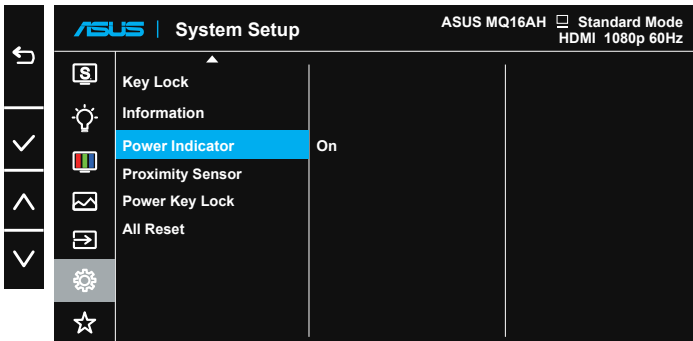 ASUS System Setup
ASUS MQ16AH Standard Mode
HDMI 1080p 60Hz
S
Key Lock
Information
Power Indicator On
Proximity Sensor
Power Key Lock
All Reset